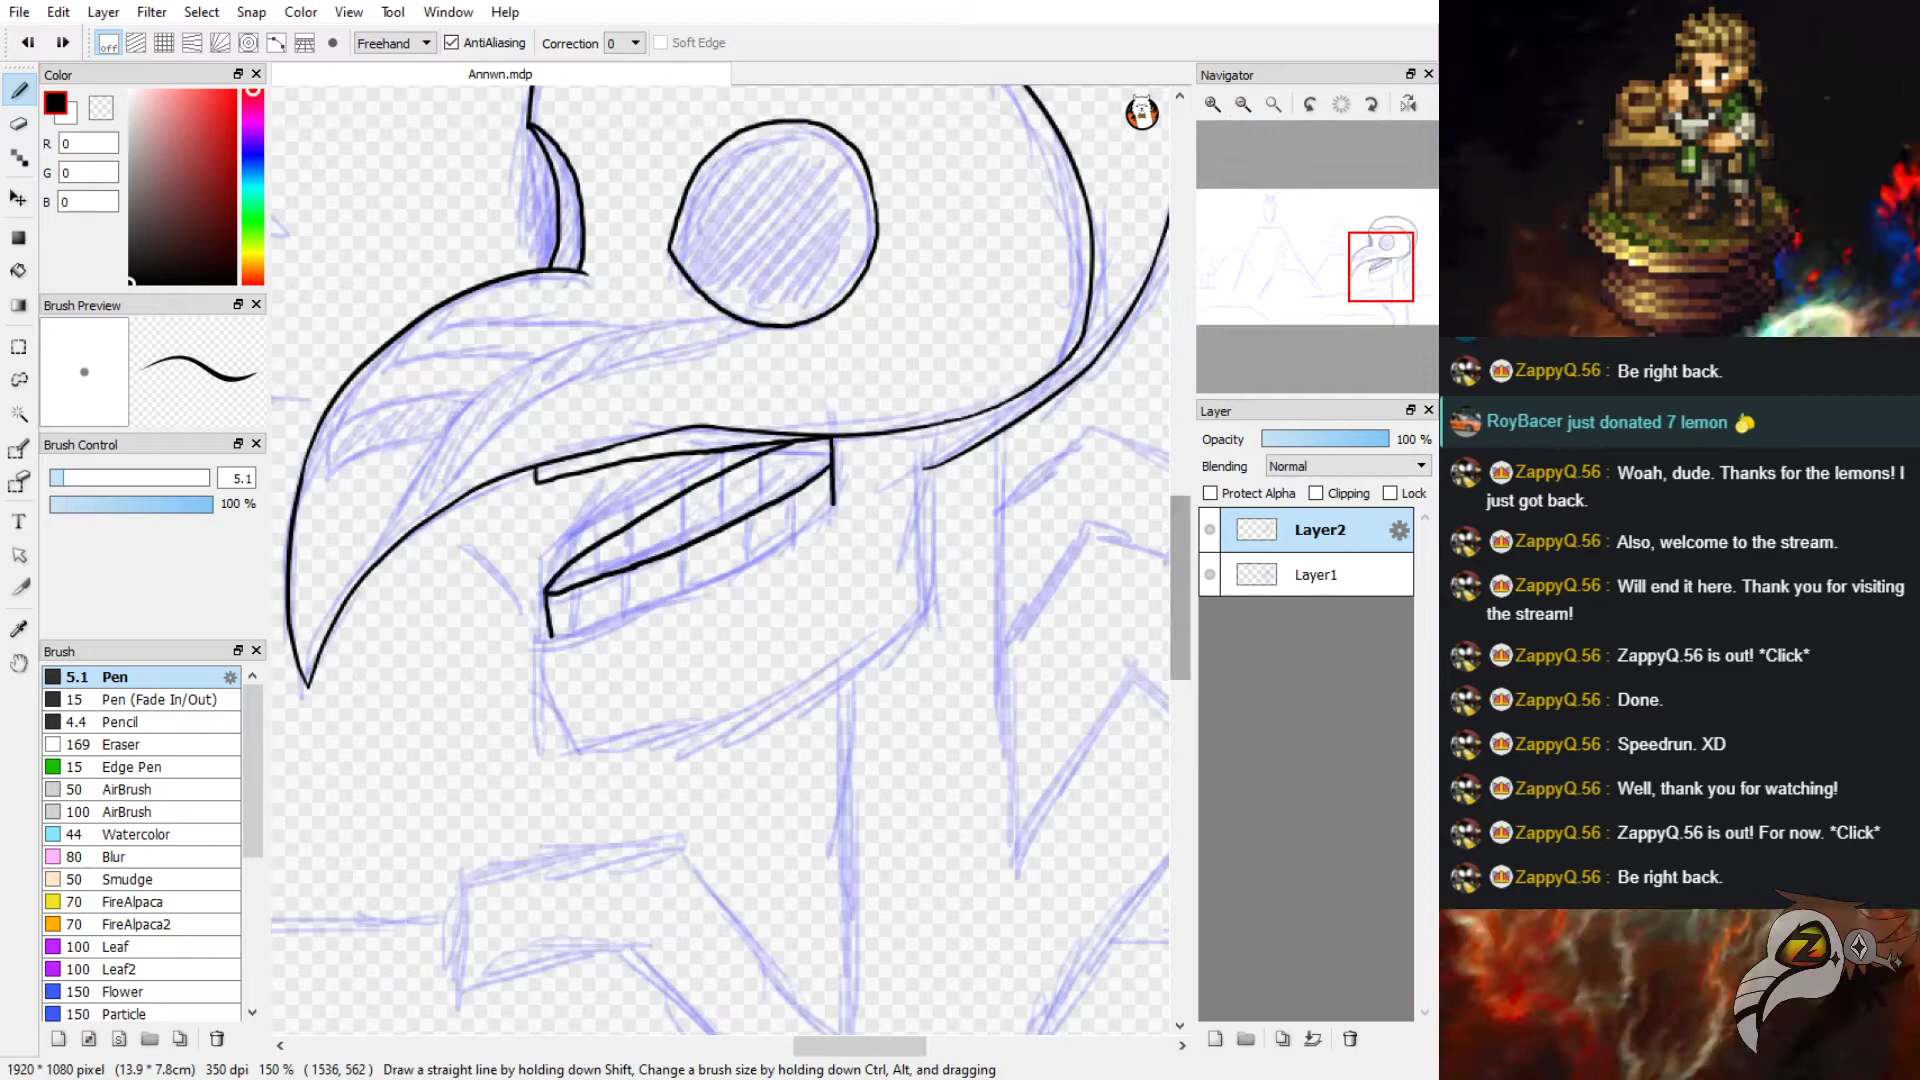 File Edit Layer Filter Select Snap Color View Tool Window Help
off Freehand AntiAliasing Correction 0 Soft Edge
Color
Annwn.mdp
Navigator
R 0
G 0
B 0
Brush Preview
Brush Control
5.1
100 %
Brush
5.1 Pen
15 Pen (Fade In/Out)
4.4 Pencil
169 Eraser
15 Edge Pen
50 AirBrush
100 AirBrush
44 Watercolor
80 Blur
50 Smudge
70 FireAlpaca
70 FireAlpaca2
100 Leaf
100 Leaf2
150 Flower
150 Particle
Layer
Opacity 100 %
Blending Normal
Protect Alpha Clipping Lock
Layer2
Layer1
1920 * 1080 pixel (13.9 * 7.8cm) 350 dpi 150 % ( 1536, 562 ) Draw a straight line by holding down Shift, Change a brush size by holding down Ctrl, Alt, and dragging
ZappyQ.56 : Be right back.
RoyBacer just donated 7 lemon
ZappyQ.56 : Woah, dude. Thanks for the lemons! I
just got back.
ZappyQ.56 : Also, welcome to the stream.
ZappyQ.56 : Will end it here. Thank you for visiting
the stream!
ZappyQ.56 : ZappyQ.56 is out! *Click*
ZappyQ.56 : Done.
ZappyQ.56 : Speedrun. XD
ZappyQ.56 : Well, thank you for watching!
ZappyQ.56 : ZappyQ.56 is out! For now. *Click*
ZappyQ.56 : Be right back.
Z